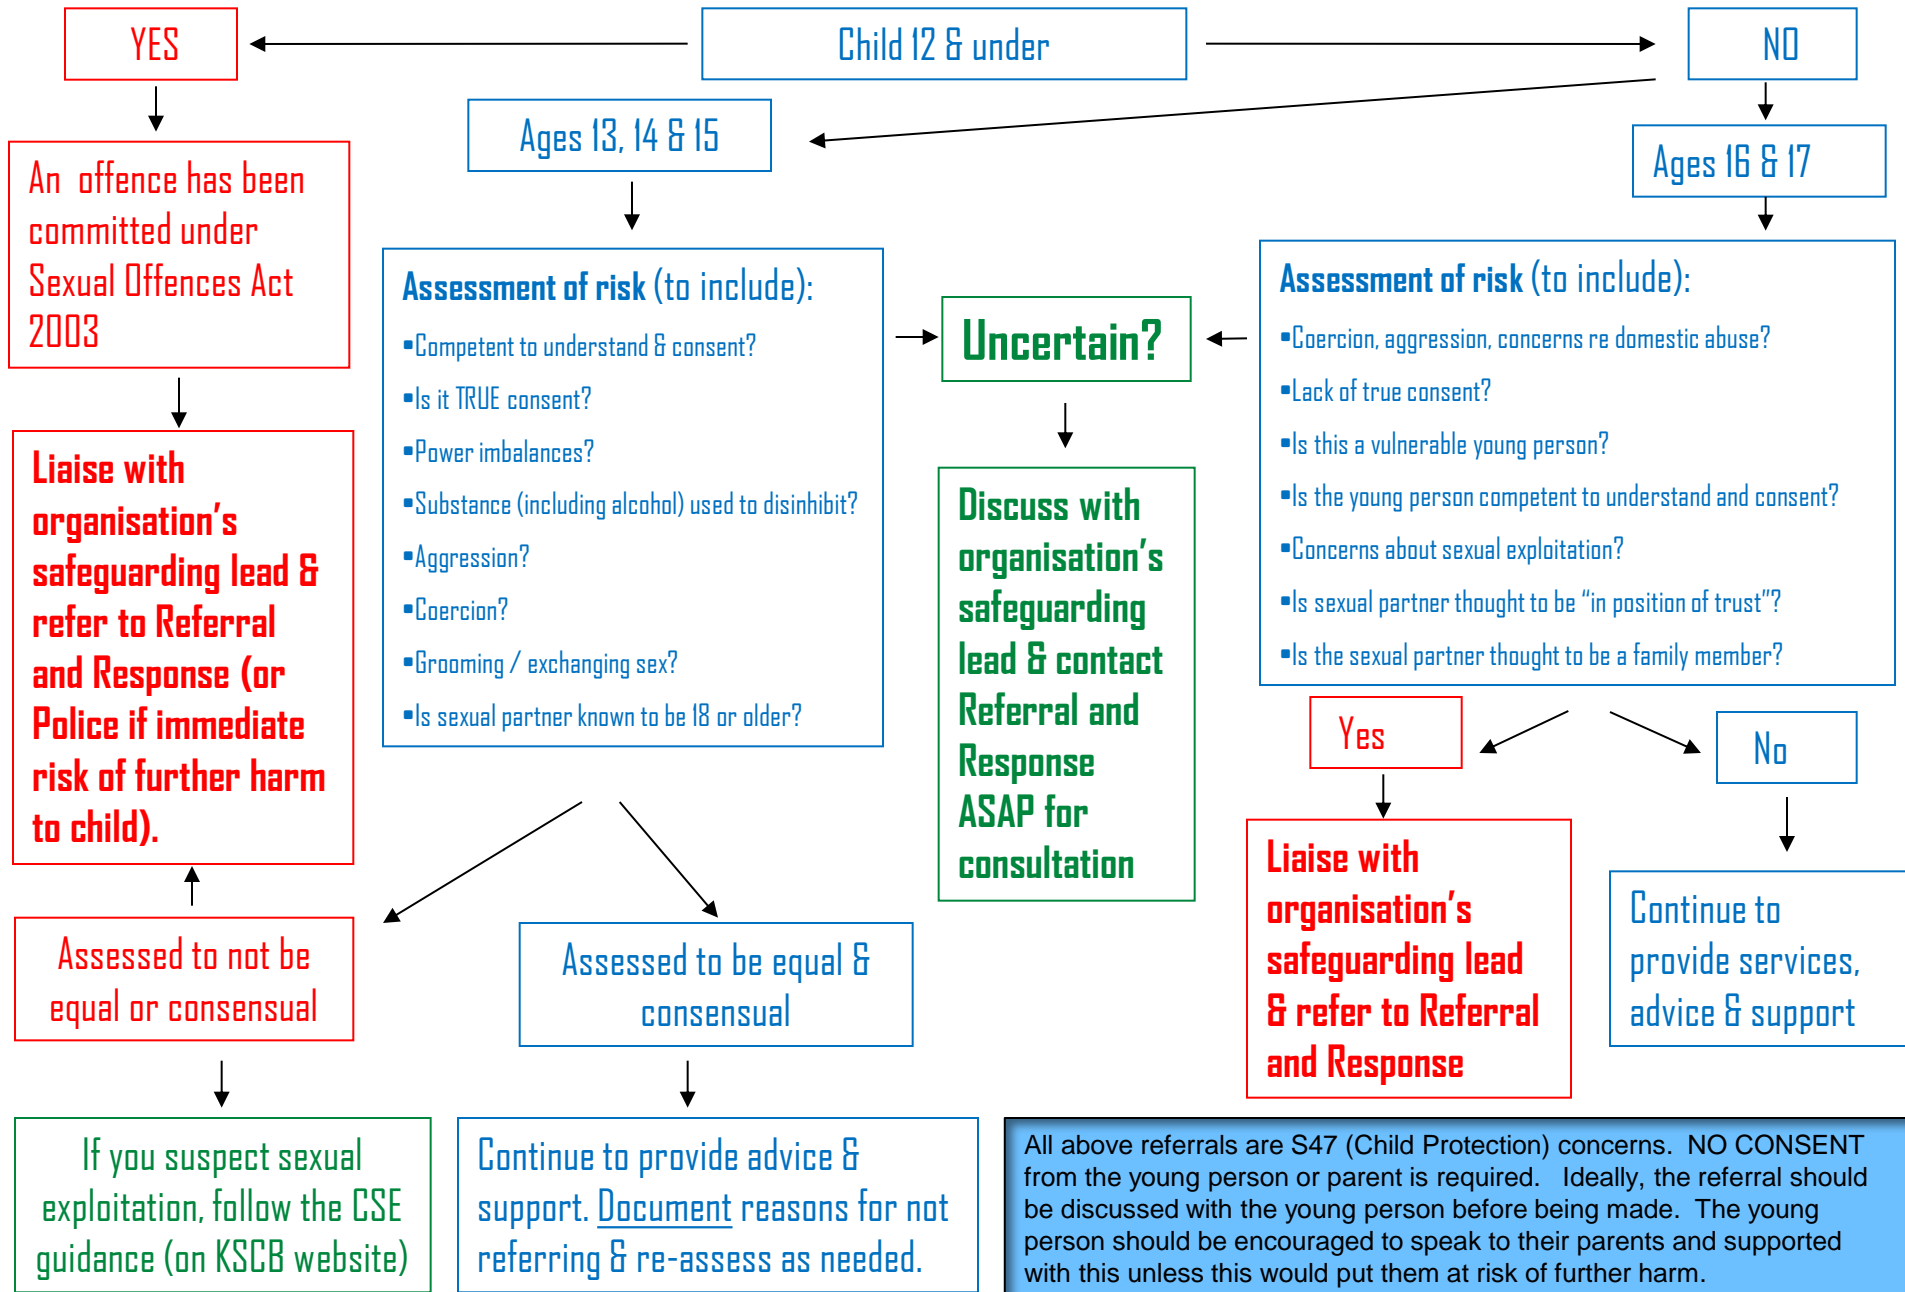 YES
Child 12 & under
NO
Ages 13, 14 & 15
Ages 16 & 17
An offence has been
committed under
Sexual Offences Act
2003
Liaise with
organisation's
safeguarding lead &
refer to Referral
and Response (or
Police if immediate
risk of further harm
to child).
Assessment of risk (to include):
▪Competent to understand & consent?
▪Is it TRUE consent?
▪Power imbalances?
▪Substance (including alcohol) used to disinhibit?
▪Aggression?
▪Coercion?
▪Grooming / exchanging sex?
▪Is sexual partner known to be 18 or older?
Uncertain?
Discuss with
organisation's
safeguarding
lead & contact
Referral and
Response
ASAP for
consultation
Assessment of risk (to include):
▪Coercion, aggression, concerns re domestic abuse?
▪Lack of true consent?
▪Is this a vulnerable young person?
▪Is the young person competent to understand and consent?
▪Concerns about sexual exploitation?
▪Is sexual partner thought to be "in position of trust"?
▪Is the sexual partner thought to be a family member?
Yes
No
Liaise with
organisation's
safeguarding lead
& refer to Referral
and Response
Continue to
provide services,
advice & support
Assessed to not be
equal or consensual
Assessed to be equal &
consensual
If you suspect sexual
exploitation, follow the CSE
guidance (on KSCB website)
Continue to provide advice &
support. Document reasons for not
referring & re-assess as needed.
All above referrals are S47 (Child Protection) concerns. NO CONSENT
from the young person or parent is required. Ideally, the referral should
be discussed with the young person before being made. The young
person should be encouraged to speak to their parents and supported
with this unless this would put them at risk of further harm.